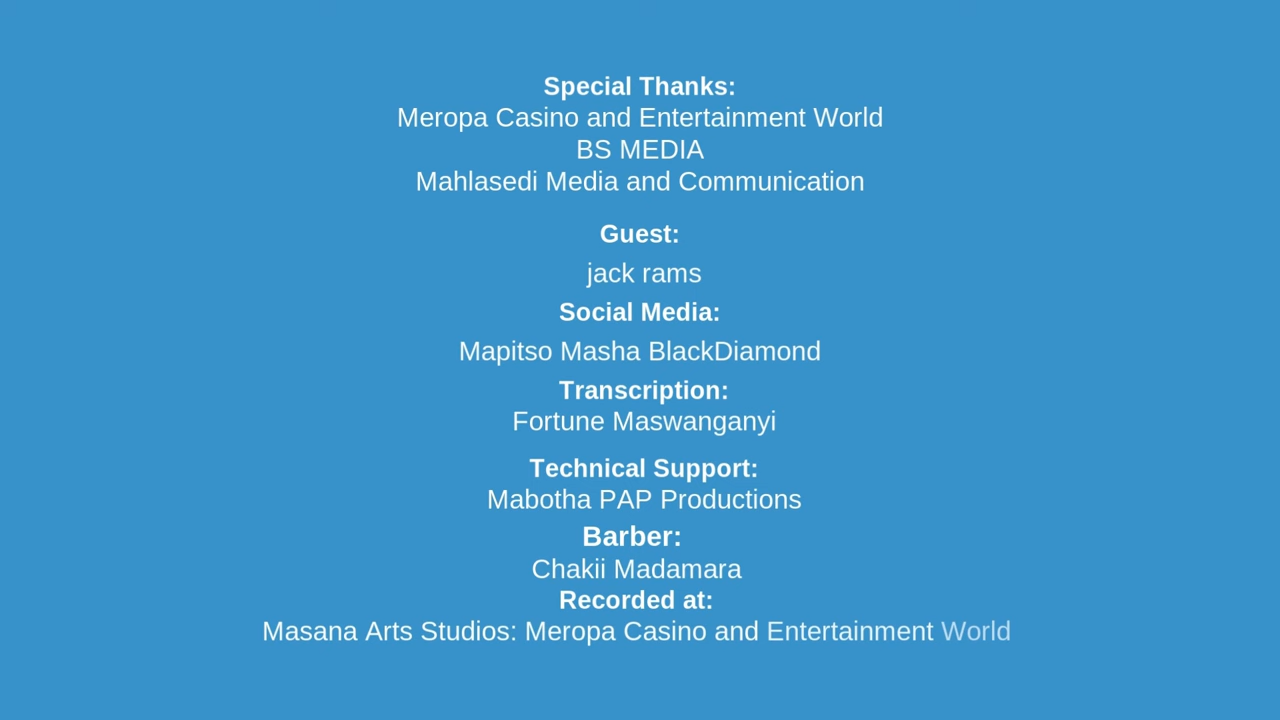 Special Thanks:
Meropa Casino and Entertainment World
BS MEDIA
Mahlasedi Media and Communication
Guest:
jack rams
Social Media:
Mapitso Masha BlackDiamond
Transcription:
Fortune Maswanganyi
Technical Support:
Mabotha PAP Productions
Barber:
Chakii Madamara
Recorded at:
Masana Arts Studios: Meropa Casino and Entertainment World